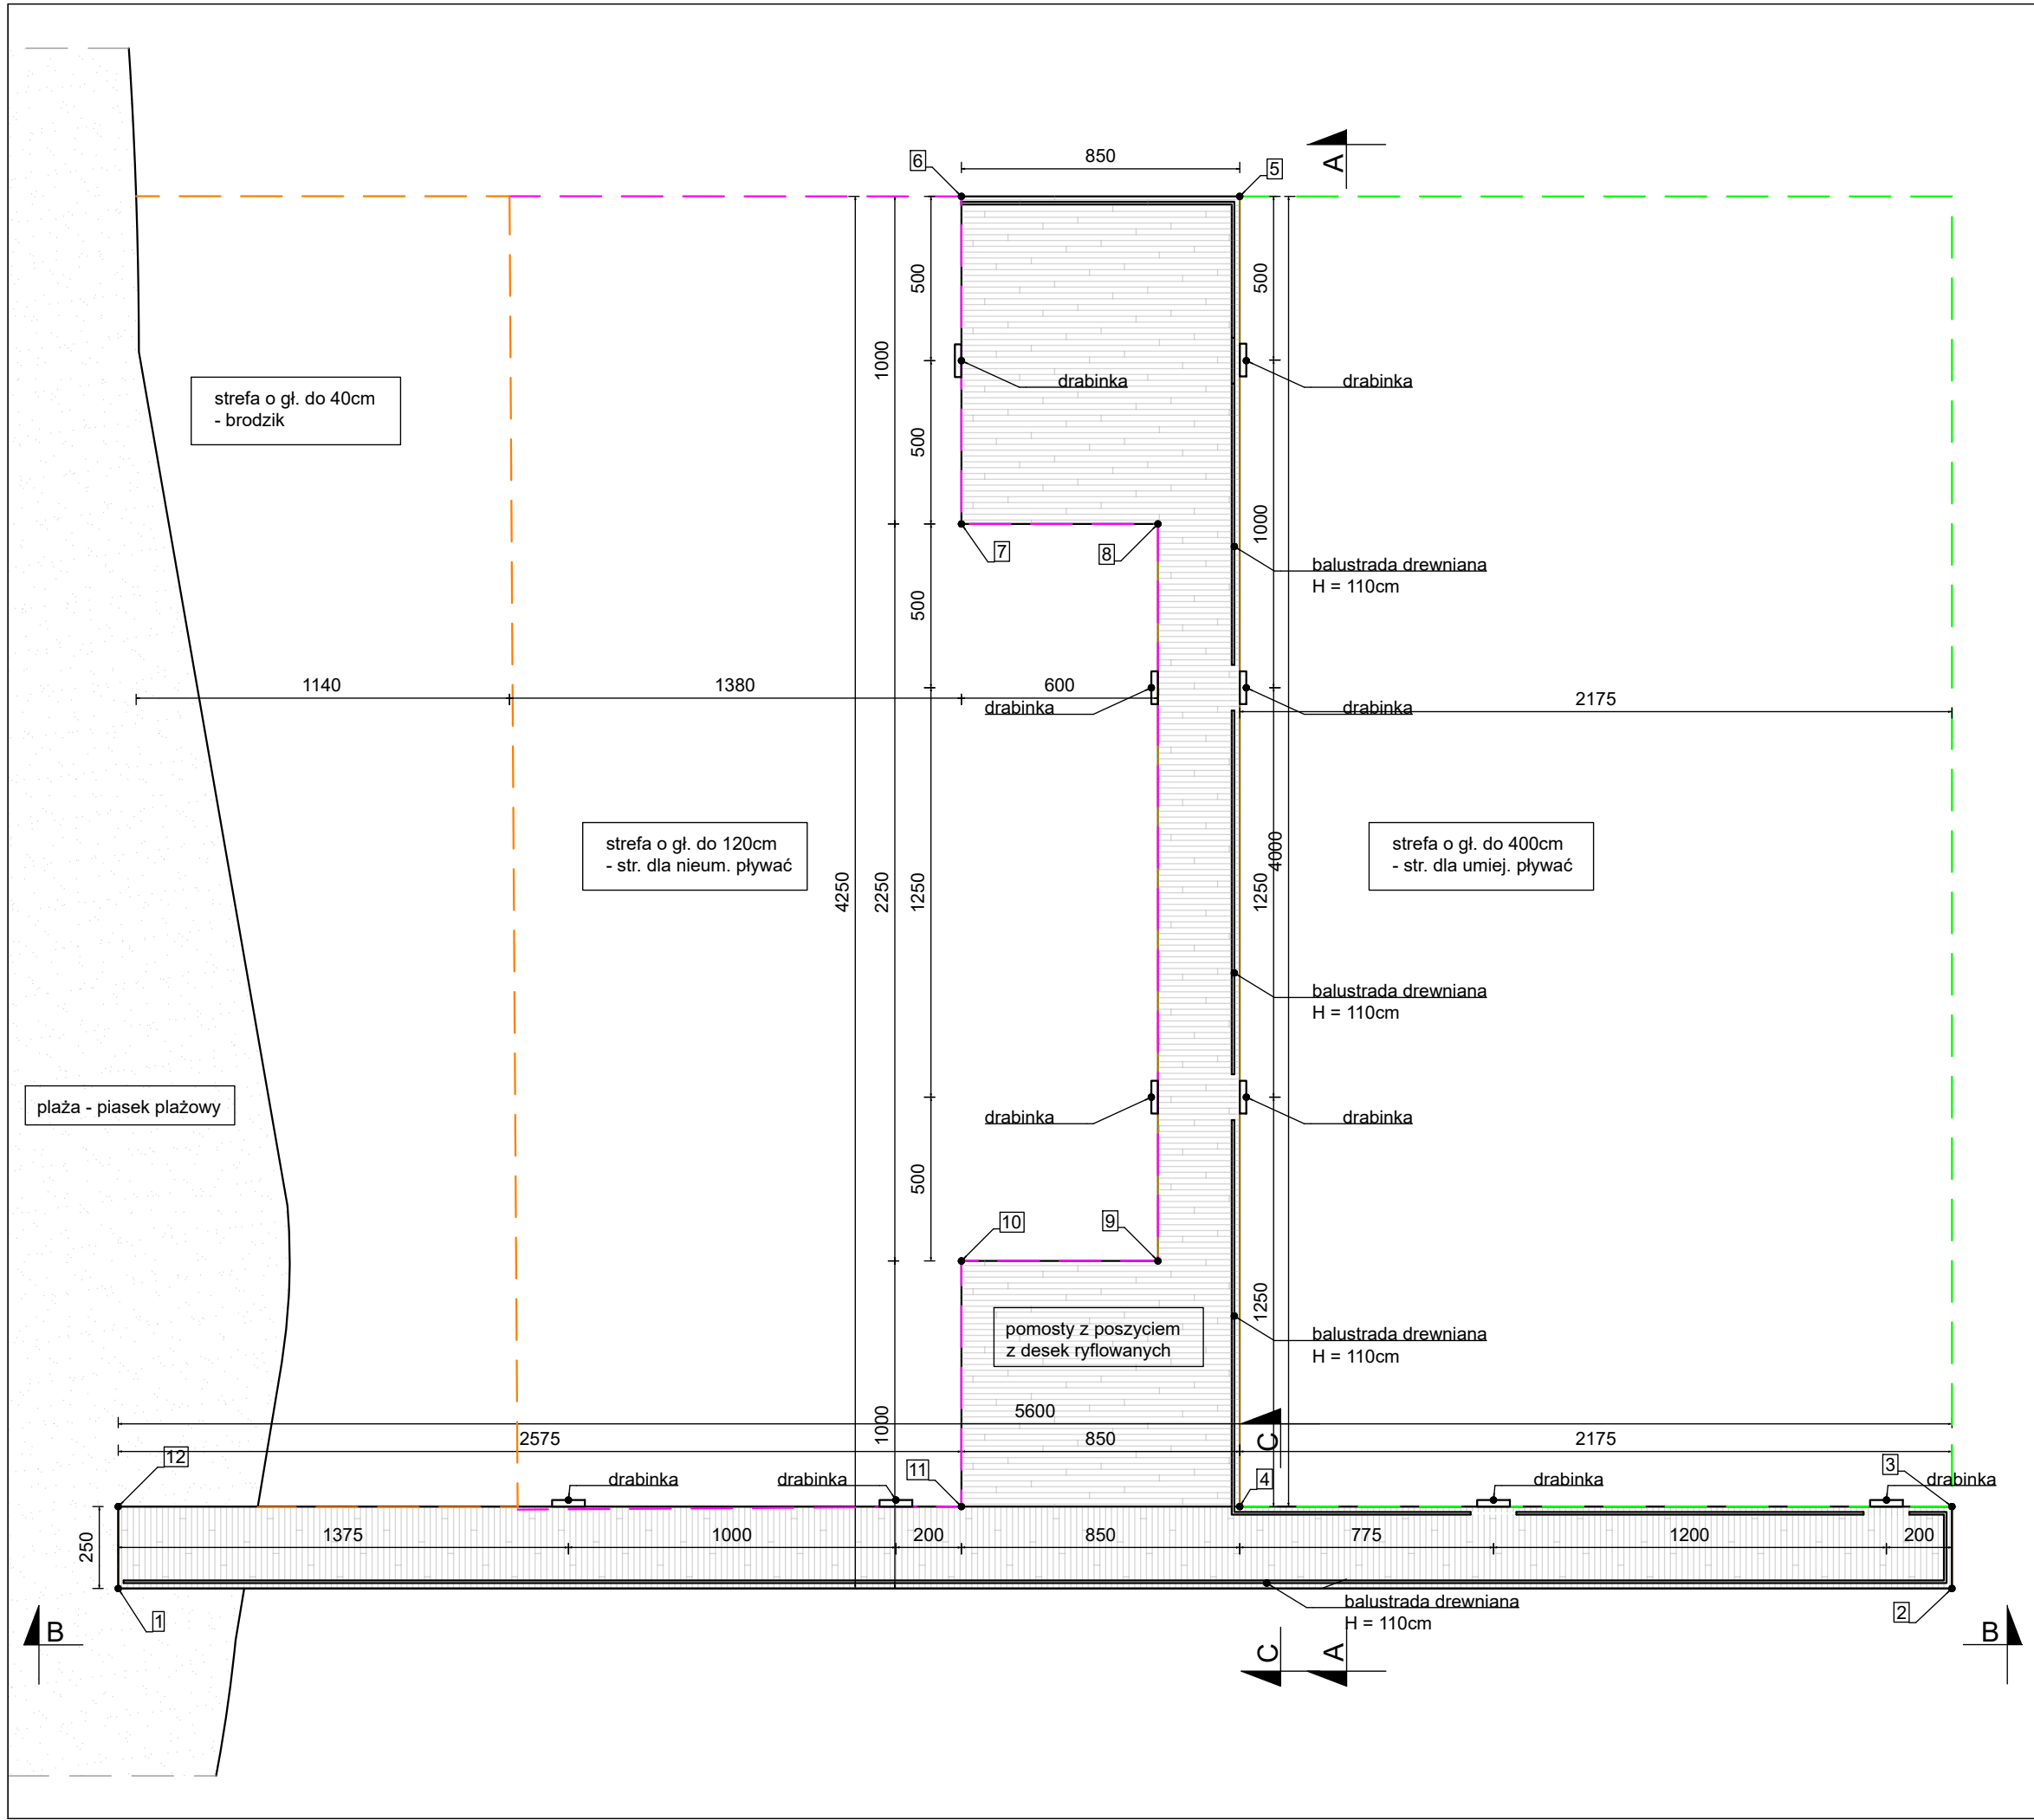 A
6
850
5
500
500
1000
drabinka
drabinka
strefa o gł. do 40cm
- brodzik
500
1000
7
8
balustrada drewniana
H = 110cm
500
1140
1380
600
2175
drabinka
drabinka
strefa o gł. do 120cm
- str. dla nieum. pływać
strefa o gł. do 400cm
- str. dla umiej. pływać
4250
2250
1250
1250
4000
balustrada drewniana
H = 110cm
plaża - piasek plażowy
drabinka
drabinka
500
10
9
1250
pomosty z poszyciem
z desek ryflowanych
balustrada drewniana
H = 110cm
5600
1000
2575
850
C
2175
12
11
4
3
drabinka
drabinka
drabinka
drabinka
250
1375
1000
200
850
775
1200
200
balustrada drewniana
H = 110cm
1
2
B
B
C
A